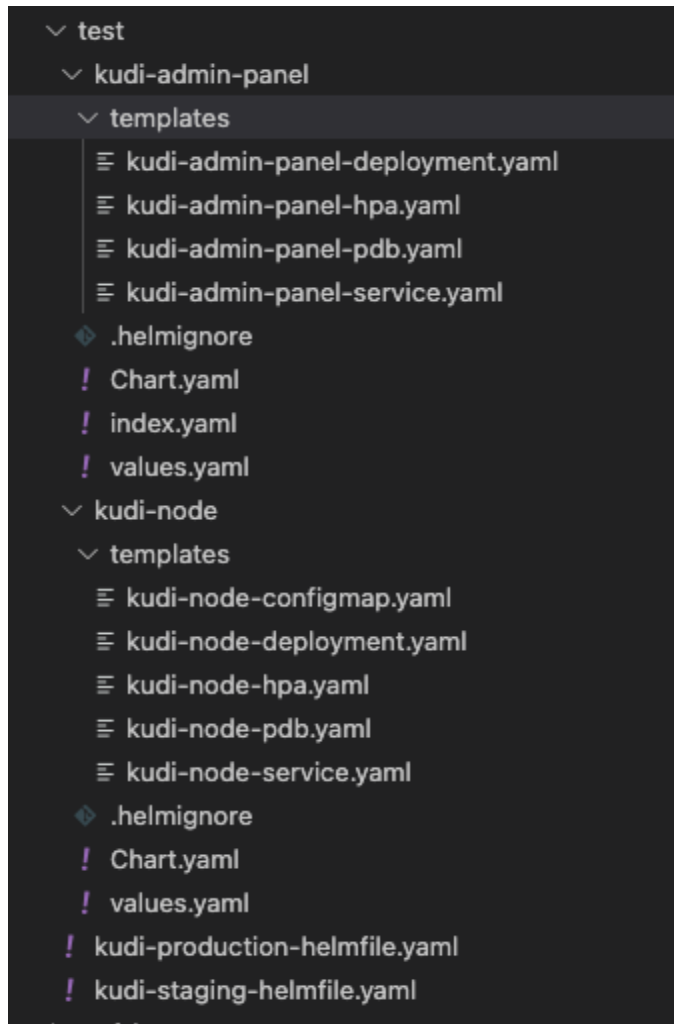 test
kudi-admin-panel
templates
kudi-admin-panel-deployment.yaml
kudi-admin-panel-hpa.yaml
kudi-admin-panel-pdb.yaml
kudi-admin-panel-service.yaml
.helmignore
! Chart.yaml
! index.yaml
! values.yaml
kudi-node
templates
kudi-node-configmap.yaml
kudi-node-deployment.yaml
kudi-node-hpa.yaml
kudi-node-pdb.yaml
kudi-node-service.yaml
.helmignore
! Chart.yaml
! values.yaml
! kudi-production-helmfile.yaml
! kudi-staging-helmfile.yaml